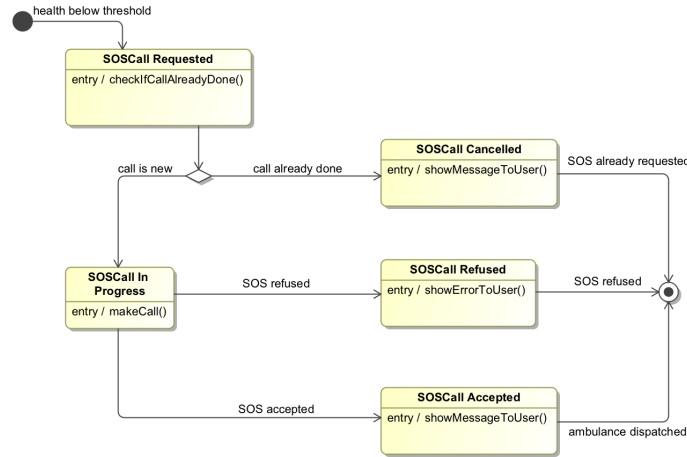 health below threshold
SOSCall Requested
entry / checkIfCallAlreadyDone()
call is new
call already done
SOSCall Cancelled
entry / showMessageToUser()
SOS already requested
SOSCall In
Progress
entry / makeCall()
SOS refused
SOSCall Refused
entry / showErrorToUser()
SOS refused
SOS accepted
SOSCall Accepted
entry / showMessageToUser()
ambulance dispatched